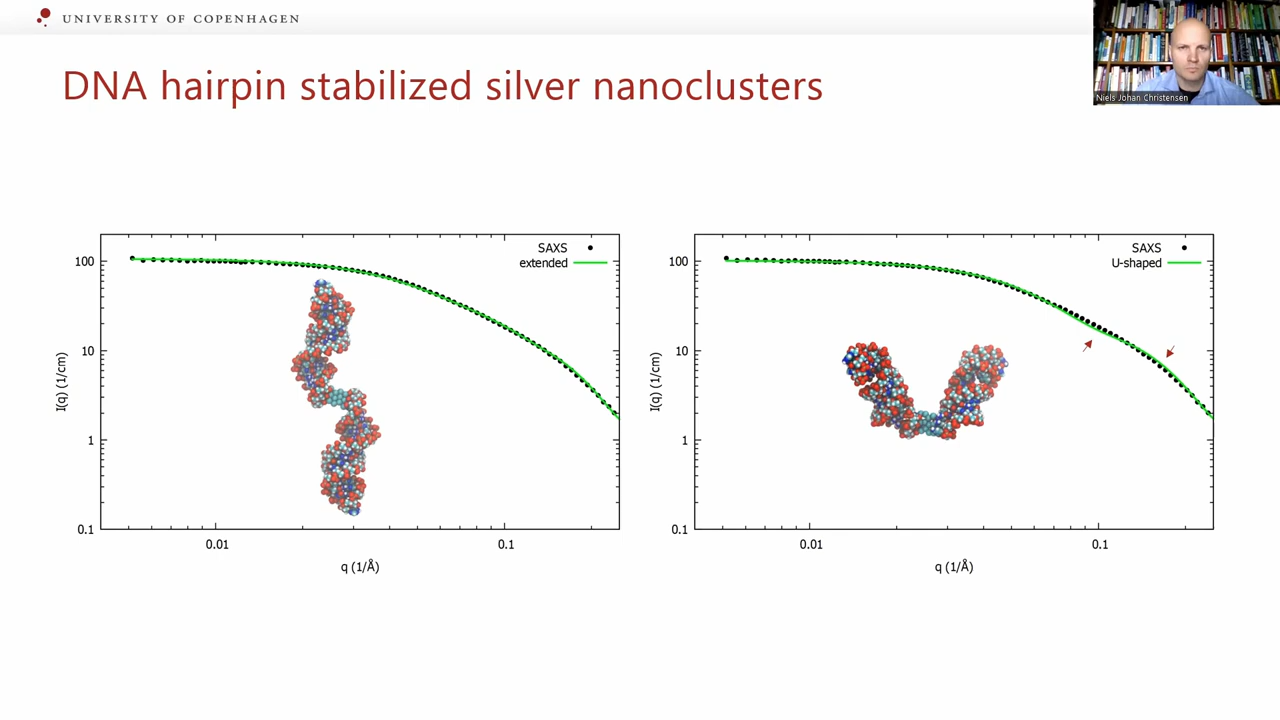 UNIVERSITY OF COPENHAGEN
Niels Johan Christensen
DNA hairpin stabilized silver nanoclusters
SAXS
extended
100
10
1
0.1
I(q) (1/cm)
0.01 0.1
q (1/Å)
SAXS
U-shaped
100
10
1
0.1
I(q) (1/cm)
0.01 0.1
q (1/Å)